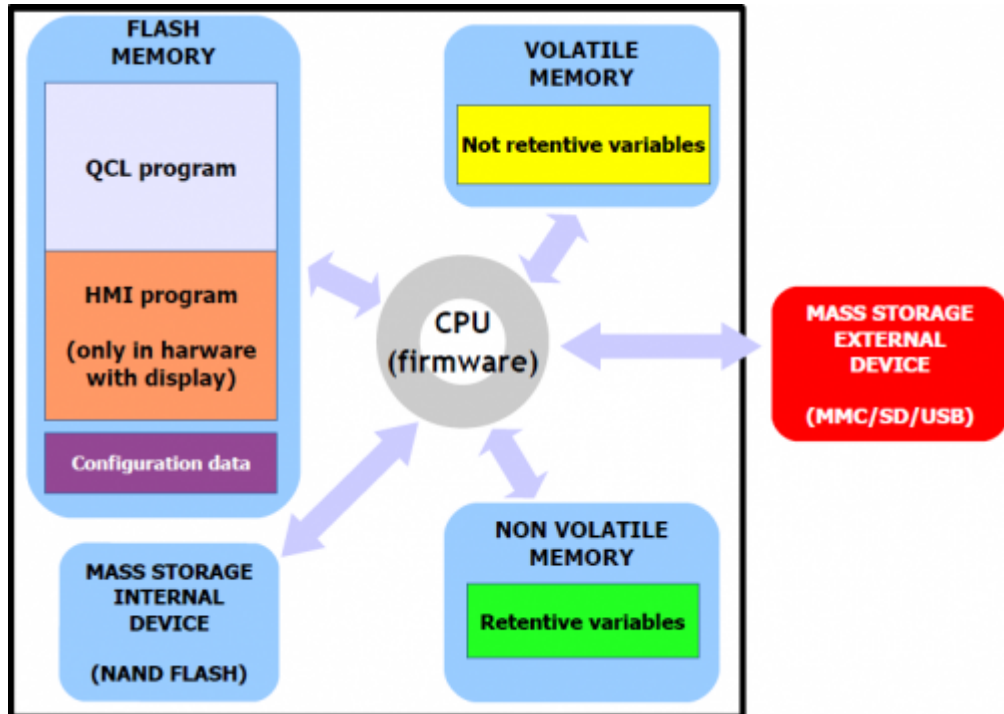 FLASH
MEMORY
QCL program
HMI program
(only in harware
with display)
Configuration data
VOLATILE
MEMORY
Not retentive variables
CPU
(firmware)
MASS STORAGE
EXTERNAL
DEVICE
(MMC/SD/USB)
MASS STORAGE
INTERNAL
DEVICE
(NAND FLASH)
NON VOLATILE
MEMORY
Retentive variables